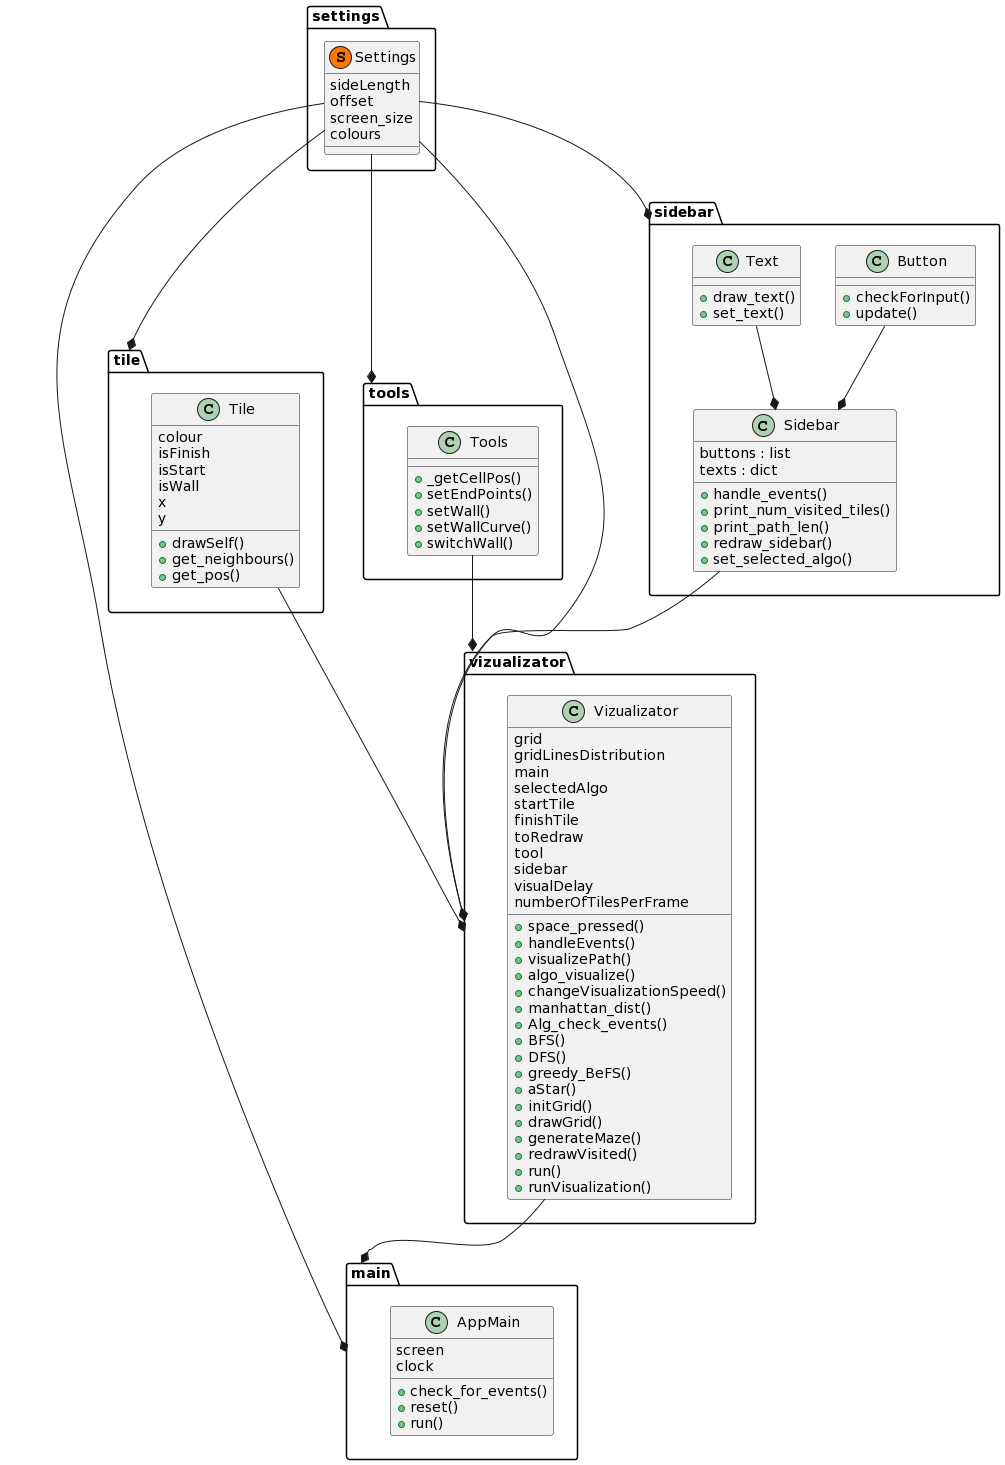 settings
S Settings
sideLength
offset
screen_size
colours
sidebar
C Text
draw_text()
set_text()
C Button
checkForInput()
update()
C Sidebar
buttons : list
texts : dict
handle_events()
print_num_visited_tiles()
print_path_len()
redraw_sidebar()
set_selected_algo()
tile
C Tile
colour
isFinish
isStart
isWall
x
y
drawSelf()
get_neighbours()
get_pos()
tools
C Tools
_getCellPos()
setEndPoints()
setWall()
setWallCurve()
switchWall()
vizualizator
C Vizualizator
grid
gridLinesDistribution
main
selectedAlgo
startTile
finishTile
toRedraw
tool
sidebar
visualDelay
numberOfTilesPerFrame
space_pressed()
handleEvents()
visualizePath()
algo_visualize()
changeVisualizationSpeed()
manhattan_dist()
Alg_check_events()
BFS()
DFS()
greedy_BeFS()
aStar()
initGrid()
drawGrid()
generateMaze()
redrawVisited()
run()
runVisualization()
main
C AppMain
screen
clock
check_for_events()
reset()
run()